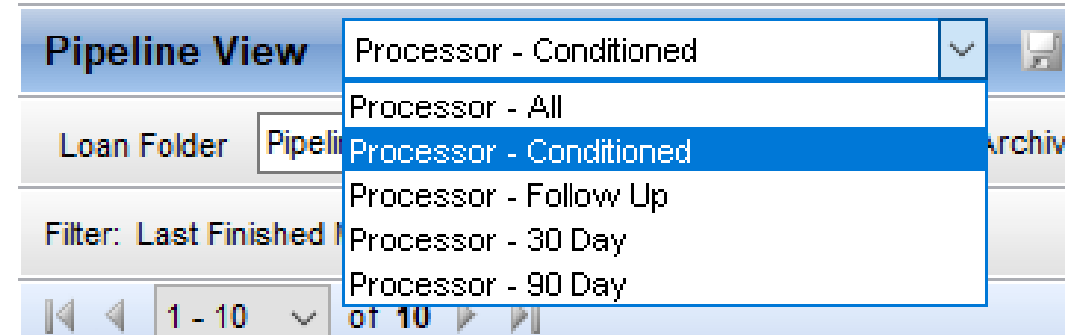 Pipeline View Processor - Conditioned
Processor - All
Loan Folder Processor - Conditioned
Processor - Follow Up
Filter: Last Finished Processor - 30 Day
Processor - 90 Day
1 - 10 of 10